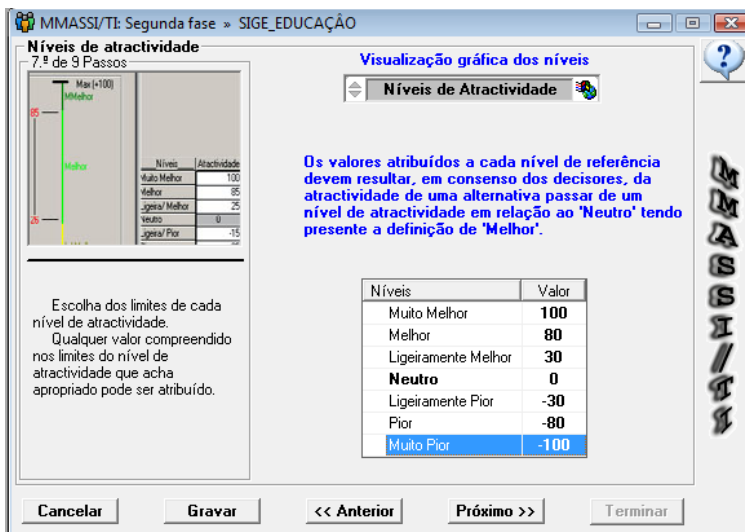 MMASSI/TI: Segunda fase » SIGE_EDUCAÇÂO
Níveis de atractividade
7.º de 9 Passos
Max (+100)
MMelhor
85
Melhor
26
Níveis Atractividade
Muito Melhor 100
Melhor 85
Ligeira/ Melhor 25
Neutro 0
Ligeira/ Pior -15
Escolha dos limites de cada
nível de atractividade.
Qualquer valor compreendido
nos limites do nível de
atractividade que acha
apropriado pode ser atribuído.
Visualização gráfica dos níveis
Níveis de Atractividade
Os valores atribuídos a cada nível de referência
devem resultar, em consenso dos decisores, da
atractividade de uma alternativa passar de um
nível de atractividade em relação ao 'Neutro' tendo
presente a definição de 'Melhor'.
Níveis Valor
Muito Melhor 100
Melhor 80
Ligeiramente Melhor 30
Neutro 0
Ligeiramente Pior -30
Pior -80
Muito Pior -100
?
MMASSI/TI
Cancelar Gravar << Anterior Próximo >> Terminar